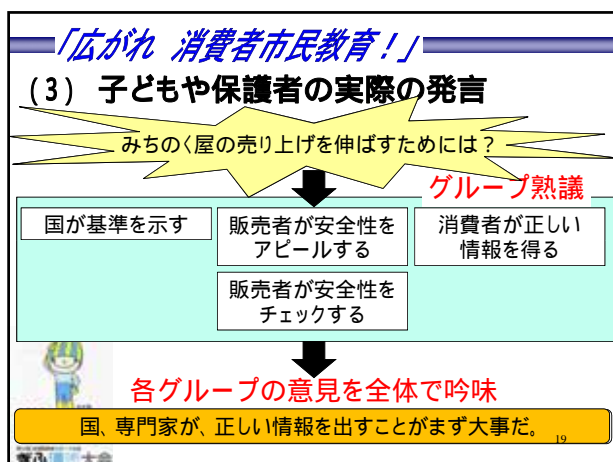 「広がれ 消費者市民教育！」
(3) 子どもや保護者の実際の発言
みちのく屋の売り上げを伸ばすためには？
グループ熟議
国が基準を示す
販売者が安全性を
アピールする
消費者が正しい
情報を得る
販売者が安全性を
チェックする
各グループの意見を全体で吟味
国、専門家が、正しい情報を出すことがまず大事だ。
19